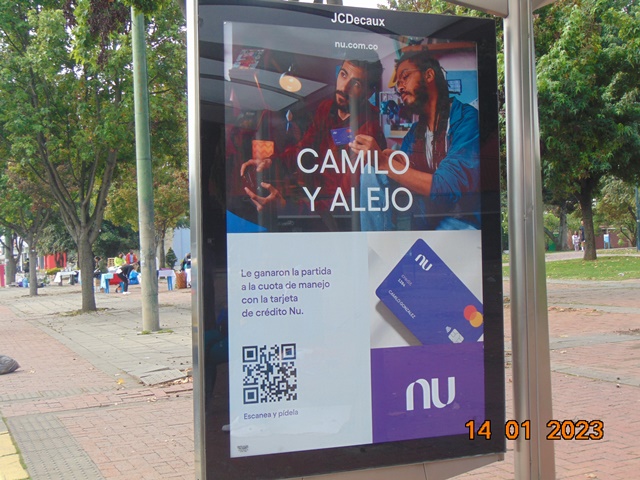 JCDecaux
nu.com.co
CAMILO
Y ALEJO
Le ganaron la partida
a la cuota de manejo
con la tarjeta
de crédito Nu.
nu
Escanea y pídela
nu
14 01 2023